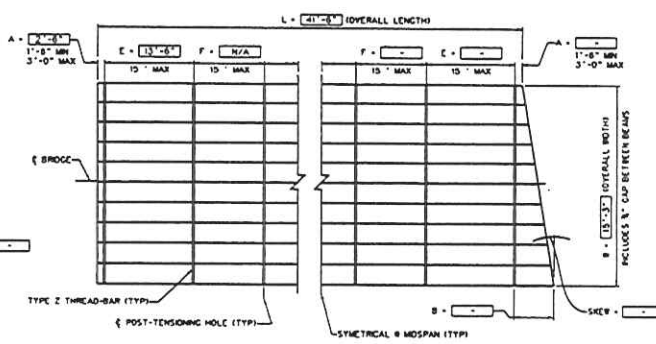 L = 41'-6" (OVERALL LENGTH)
A = 2'-6"
1'-6" MIN
3'-0" MAX
E = 13'-6"
F = N/A
15' MAX
15' MAX
F = -
E = -
15' MAX
15' MAX
A = -
1'-6" MIN
3'-0" MAX
℄ BRIDGE
-
W = 15'-3" (OVERALL WIDTH)
INCLUDES ¾" GAP BETWEEN BEAMS
TYPE 2 THREAD-BAR (TYP)
℄ POST-TENSIONING HOLE (TYP)
SYMETRICAL @ MIDSPAN (TYP)
B = -
SKEW = -